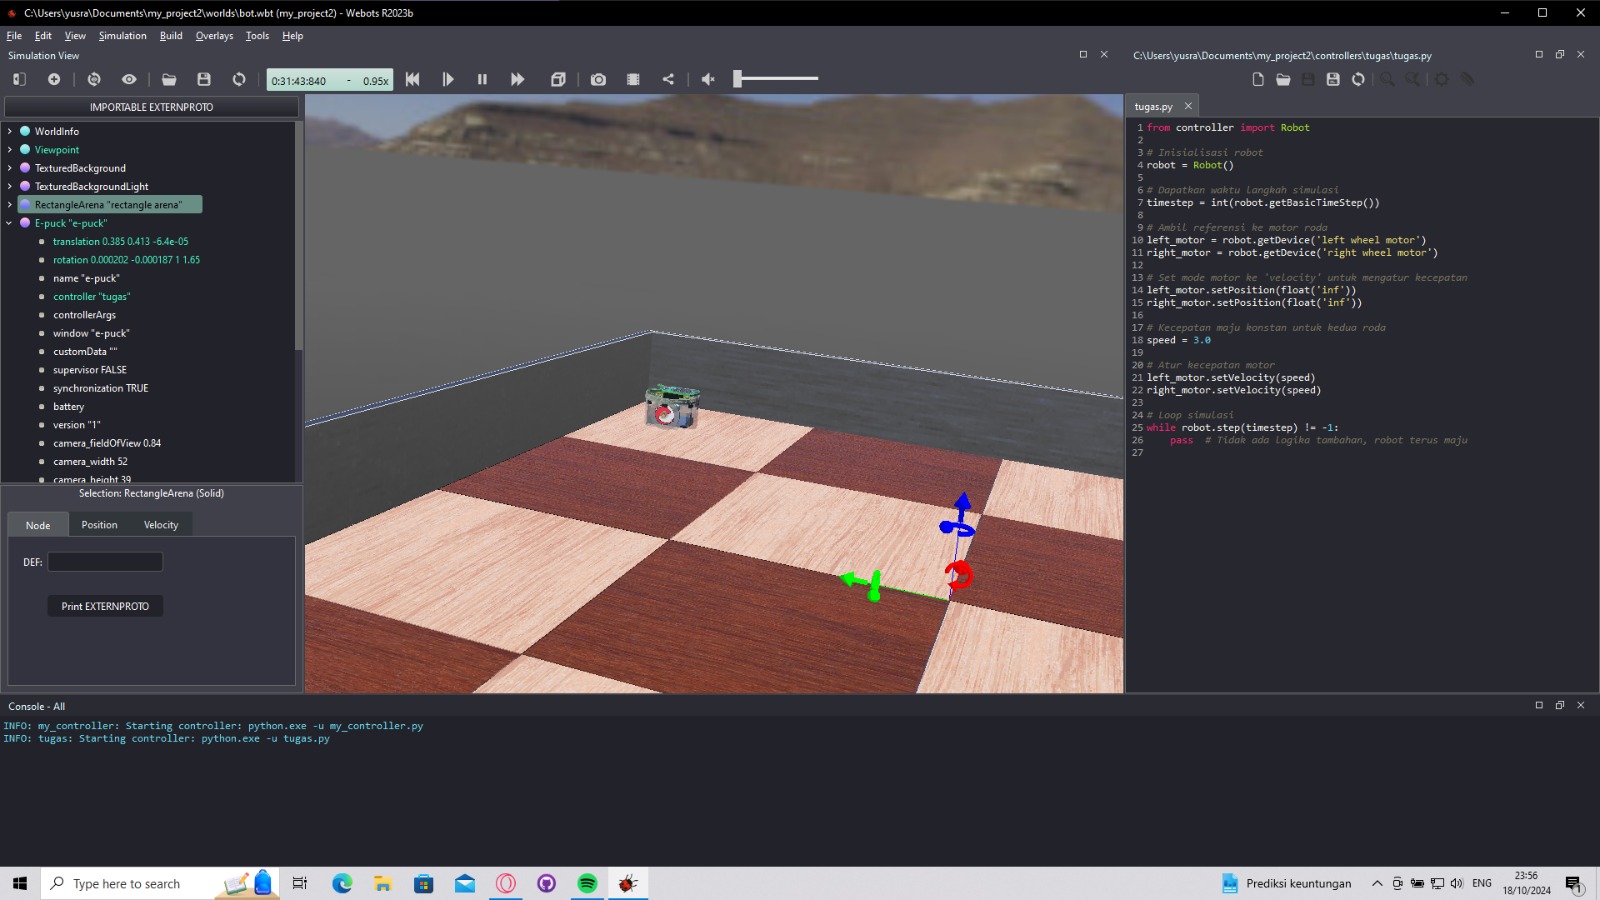 C:\Users\yusra\Documents\my_project2\worlds\bot.wbt (my_project2) - Webots R2023b
File Edit View Simulation Build Overlays Tools Help
Simulation View
0:31:43:840 - 0.95x
IMPORTABLE EXTERNPROTO
WorldInfo
Viewpoint
TexturedBackground
TexturedBackgroundLight
RectangleArena "rectangle arena"
E-puck "e-puck"
translation 0.385 0.413 -6.4e-05
rotation 0.000202 -0.000187 1 1.65
name "e-puck"
controller "tugas"
controllerArgs
window "e-puck"
customData ""
supervisor FALSE
synchronization TRUE
battery
version "1"
camera_fieldOfView 0.84
camera_width 52
camera_height 39
Selection: RectangleArena (Solid)
Node Position Velocity
DEF:
Print EXTERNPROTO
C:\Users\yusra\Documents\my_project2\controllers\tugas\tugas.py
tugas.py
1 from controller import Robot
2
3 # Inisialisasi robot
4 robot = Robot()
5
6 # Dapatkan waktu langkah simulasi
7 timestep = int(robot.getBasicTimeStep())
8
9 # Ambil referensi ke motor roda
10 left_motor = robot.getDevice('left wheel motor')
11 right_motor = robot.getDevice('right wheel motor')
12
13 # Set mode motor ke 'velocity' untuk mengatur kecepatan
14 left_motor.setPosition(float('inf'))
15 right_motor.setPosition(float('inf'))
16
17 # Kecepatan maju konstan untuk kedua roda
18 speed = 3.0
19
20 # Atur kecepatan motor
21 left_motor.setVelocity(speed)
22 right_motor.setVelocity(speed)
23
24 # Loop simulasi
25 while robot.step(timestep) != -1:
26 pass # Tidak ada logika tambahan, robot terus maju
27
Console - All
INFO: my_controller: Starting controller: python.exe -u my_controller.py
INFO: tugas: Starting controller: python.exe -u tugas.py
Type here to search
Prediksi keuntungan
ENG
23:56
18/10/2024
1